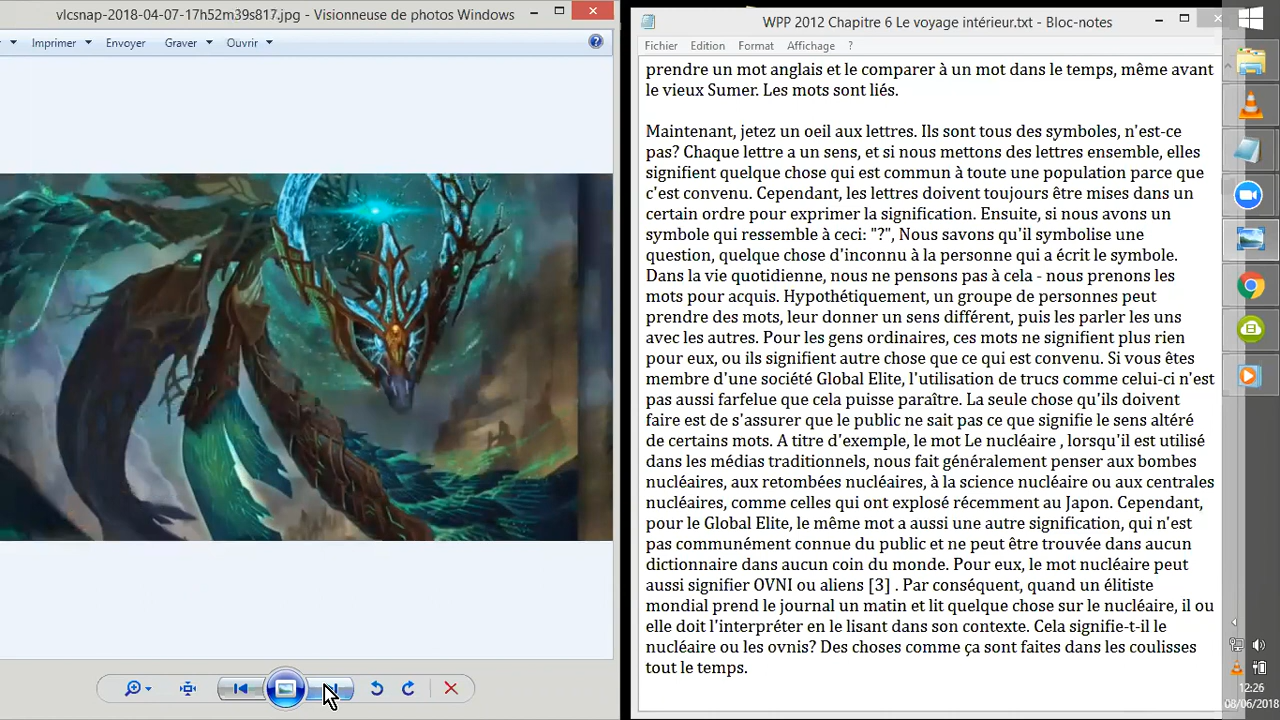 vlcsnap-2018-04-07-17h52m39s817.jpg - Visionneuse de photos Windows
Imprimer Envoyer Graver Ouvrir
WPP 2012 Chapitre 6 Le voyage intérieur.txt - Bloc-notes
Fichier Edition Format Affichage ?
prendre un mot anglais et le comparer à un mot dans le temps, même avant
le vieux Sumer. Les mots sont liés.
Maintenant, jetez un oeil aux lettres. Ils sont tous des symboles, n'est-ce
pas? Chaque lettre a un sens, et si nous mettons des lettres ensemble, elles
signifient quelque chose qui est commun à toute une population parce que
c'est convenu. Cependant, les lettres doivent toujours être mises dans un
certain ordre pour exprimer la signification. Ensuite, si nous avons un
symbole qui ressemble à ceci: "?", Nous savons qu'il symbolise une
question, quelque chose d'inconnu à la personne qui a écrit le symbole.
Dans la vie quotidienne, nous ne pensons pas à cela - nous prenons les
mots pour acquis. Hypothétiquement, un groupe de personnes peut
prendre des mots, leur donner un sens différent, puis les parler les uns
avec les autres. Pour les gens ordinaires, ces mots ne signifient plus rien
pour eux, ou ils signifient autre chose que ce qui est convenu. Si vous êtes
membre d'une société Global Elite, l'utilisation de trucs comme celui-ci n'est
pas aussi farfelue que cela puisse paraître. La seule chose qu'ils doivent
faire est de s'assurer que le public ne sait pas ce que signifie le sens altéré
de certains mots. A titre d'exemple, le mot Le nucléaire , lorsqu'il est utilisé
dans les médias traditionnels, nous fait généralement penser aux bombes
nucléaires, aux retombées nucléaires, à la science nucléaire ou aux centrales
nucléaires, comme celles qui ont explosé récemment au Japon. Cependant,
pour le Global Elite, le même mot a aussi une autre signification, qui n'est
pas communément connue du public et ne peut être trouvée dans aucun
dictionnaire dans aucun coin du monde. Pour eux, le mot nucléaire peut
aussi signifier OVNI ou aliens [3] . Par conséquent, quand un élitiste
mondial prend le journal un matin et lit quelque chose sur le nucléaire, il ou
elle doit l'interpréter en le lisant dans son contexte. Cela signifie-t-il le
nucléaire ou les ovnis? Des choses comme ça sont faites dans les coulisses
tout le temps.
12:26
08/06/2018